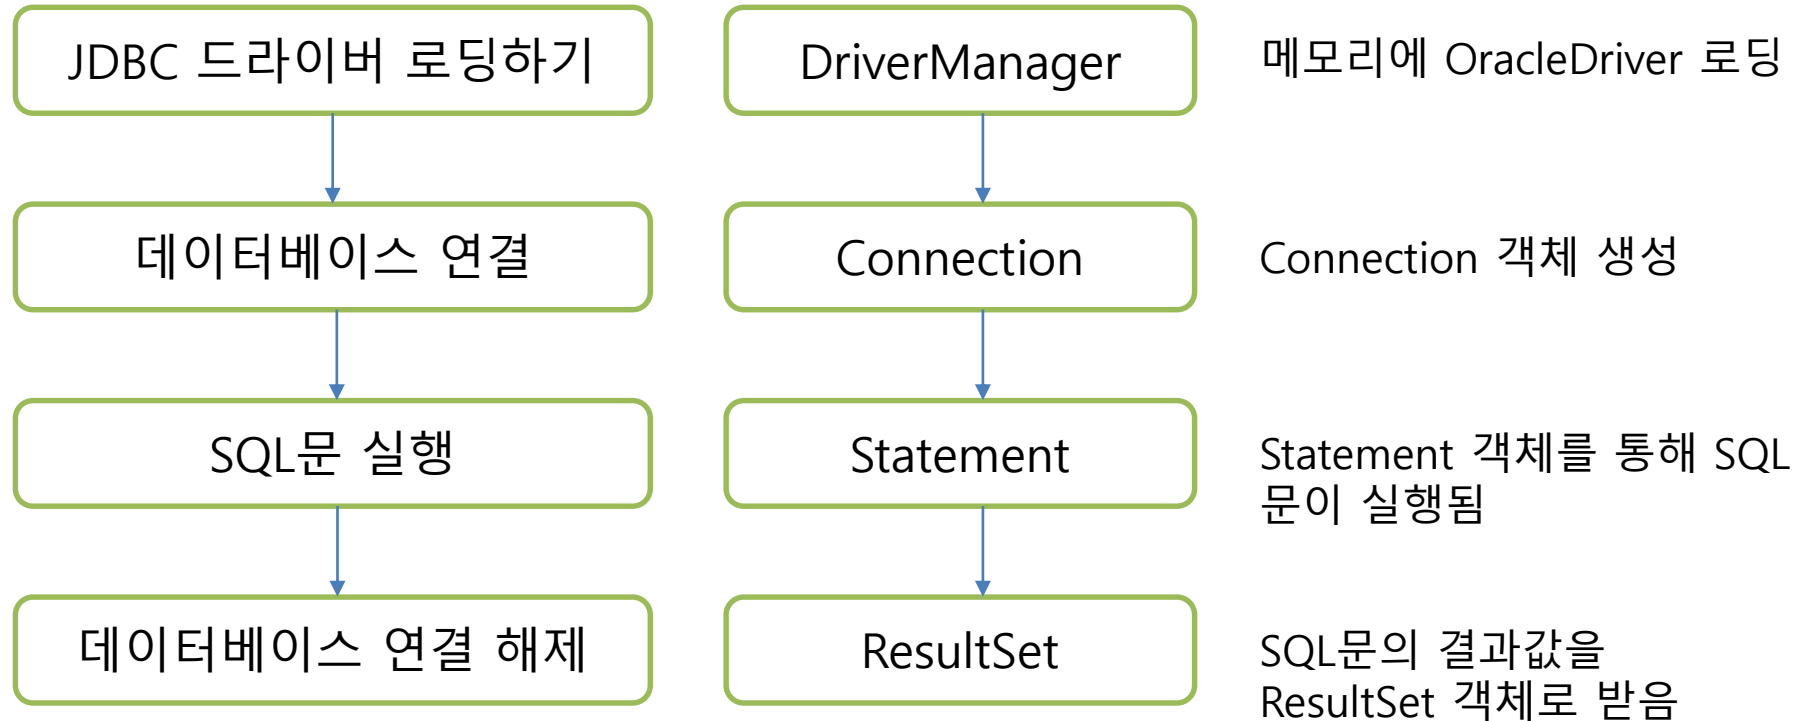 JDBC 드라이버 로딩하기
DriverManager
메모리에 OracleDriver 로딩
데이터베이스 연결
Connection
Connection 객체 생성
SQL문 실행
Statement
Statement 객체를 통해 SQL
문이 실행됨
데이터베이스 연결 해제
ResultSet
SQL문의 결과값을
ResultSet 객체로 받음